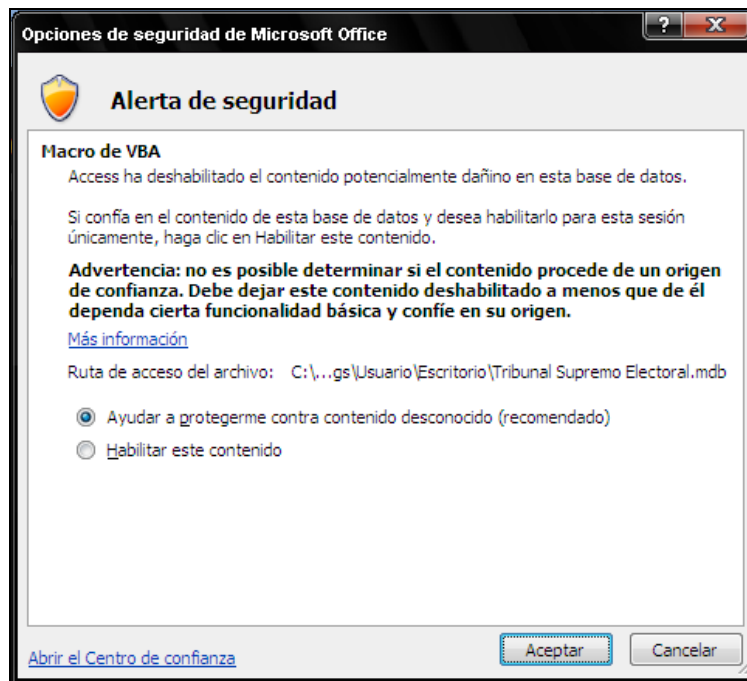 Opciones de seguridad de Microsoft Office
Alerta de seguridad
Macro de VBA
Access ha deshabilitado el contenido potencialmente dañino en esta base de datos.
Si confía en el contenido de esta base de datos y desea habilitarlo para esta sesión
únicamente, haga clic en Habilitar este contenido.
Advertencia: no es posible determinar si el contenido procede de un origen
de confianza. Debe dejar este contenido deshabilitado a menos que de él
dependa cierta funcionalidad básica y confíe en su origen.
Más información
Ruta de acceso del archivo: C:\...gs\Usuario\Escritorio\Tribunal Supremo Electoral.mdb
Ayudar a protegerme contra contenido desconocido (recomendado)
Habilitar este contenido
Abrir el Centro de confianza
Aceptar
Cancelar